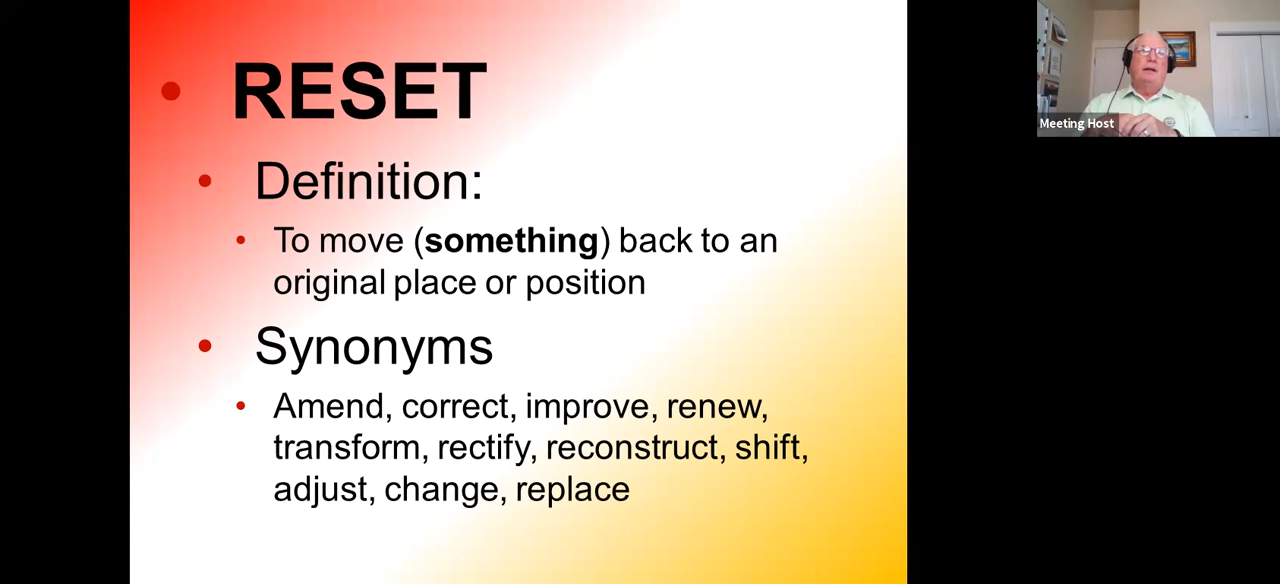 RESET
Definition:
To move (something) back to an
original place or position
Synonyms
Amend, correct, improve, renew,
transform, rectify, reconstruct, shift,
adjust, change, replace
Meeting Host